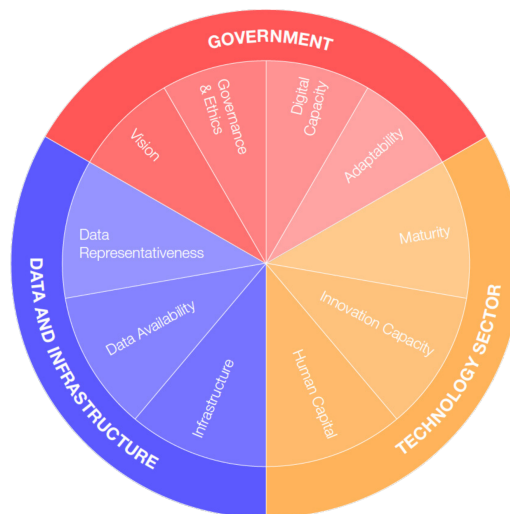 GOVERNMENT
Vision
Governance
& Ethics
Digital
Capacity
Adaptability
Maturity
Innovation Capacity
Human Capital
TECHNOLOGY SECTOR
Infrastructure
Data Availability
Data
Representativeness
DATA AND INFRASTRUCTURE